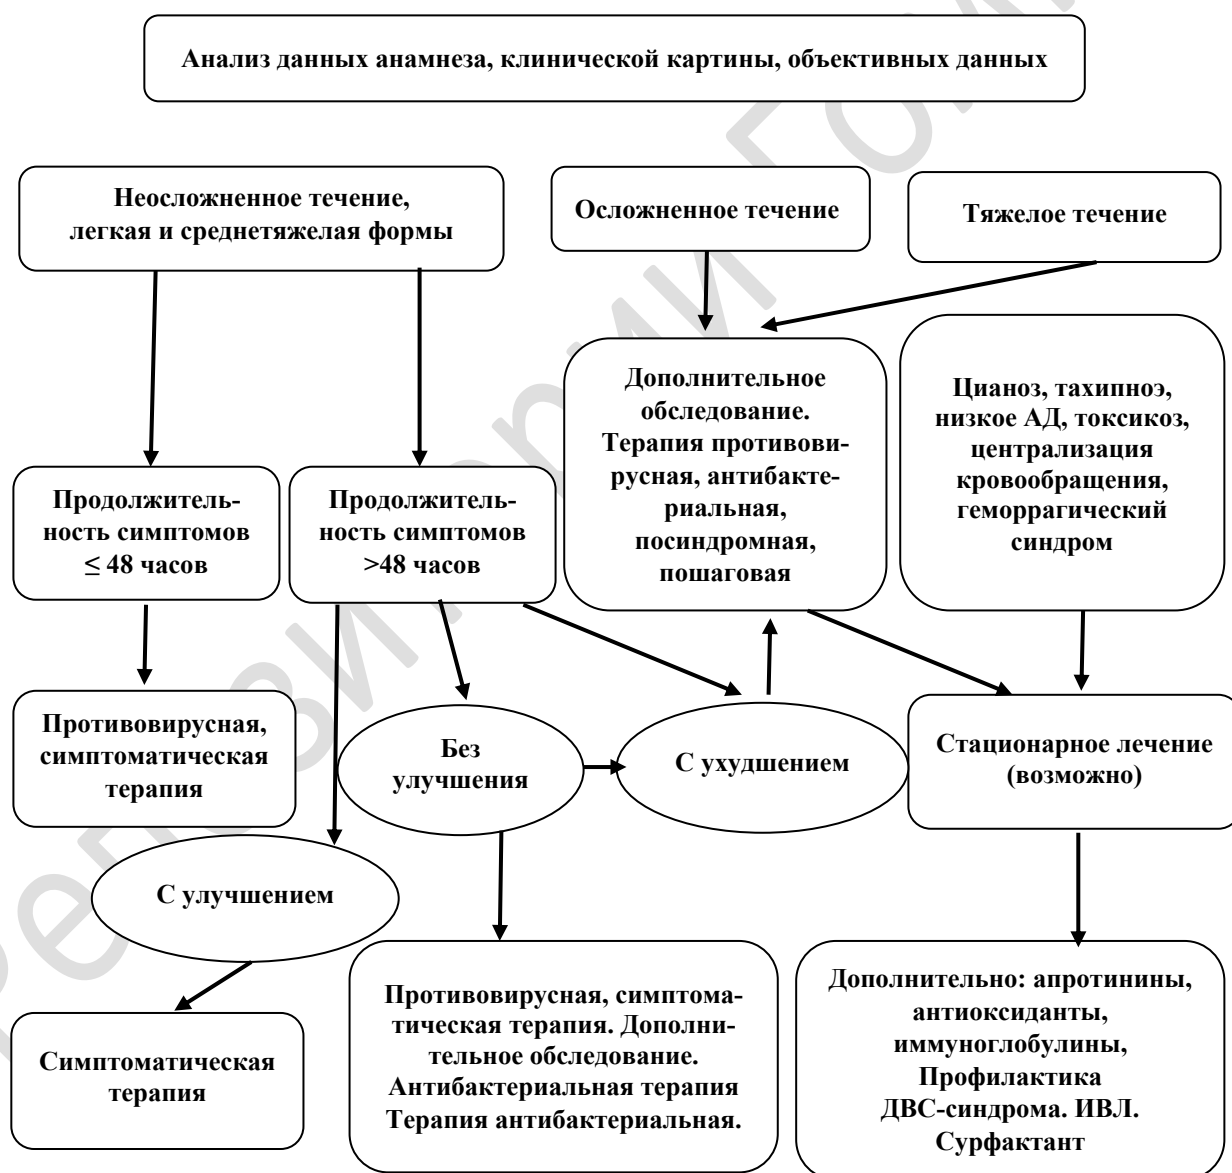 Анализ данных анамнеза, клинической картины, объективных данных
Неосложненное течение,
легкая и среднетяжелая формы
Осложненное течение
Тяжелое течение
Дополнительное
обследование.
Терапия противови-
русная, антибакте-
риальная,
посиндромная,
пошаговая
Цианоз, тахипноэ,
низкое АД, токсикоз,
централизация
кровообращения,
геморрагический
синдром
Продолжитель-
ность симптомов
≤ 48 часов
Продолжитель-
ность симптомов
>48 часов
Противовирусная,
симптоматическая
терапия
Без
улучшения
С ухудшением
Стационарное лечение
(возможно)
С улучшением
Симптоматическая
терапия
Противовирусная, симптома-
тическая терапия. Дополни-
тельное обследование.
Антибактериальная терапия
Терапия антибактериальная.
Дополнительно: апротинины,
антиоксиданты,
иммуноглобулины,
Профилактика
ДВС-синдрома. ИВЛ.
Сурфактант